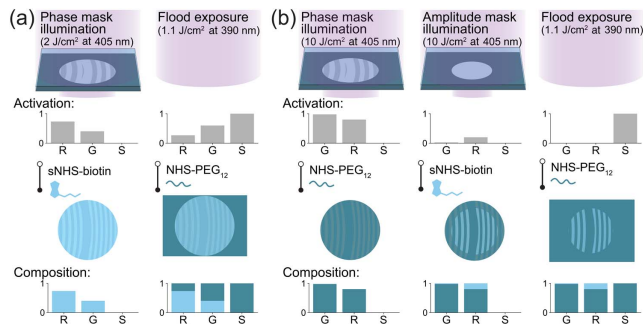 (a)
Phase mask
illumination
(2 J/cm² at 405 nm)
Flood exposure
(1.1 J/cm² at 390 nm)
Activation:
1
0
R G S
1
0
R G S
sNHS-biotin
NHS-PEG₁₂
Composition:
1
0
R G S
1
0
R G S
(b)
Phase mask
illumination
(10 J/cm² at 405 nm)
Amplitude mask
illumination
(10 J/cm² at 405 nm)
Flood exposure
(1.1 J/cm² at 390 nm)
Activation:
1
0
G R S
1
0
G R S
1
0
G R S
NHS-PEG₁₂
sNHS-biotin
NHS-PEG₁₂
Composition:
1
0
G R S
1
0
G R S
1
0
G R S